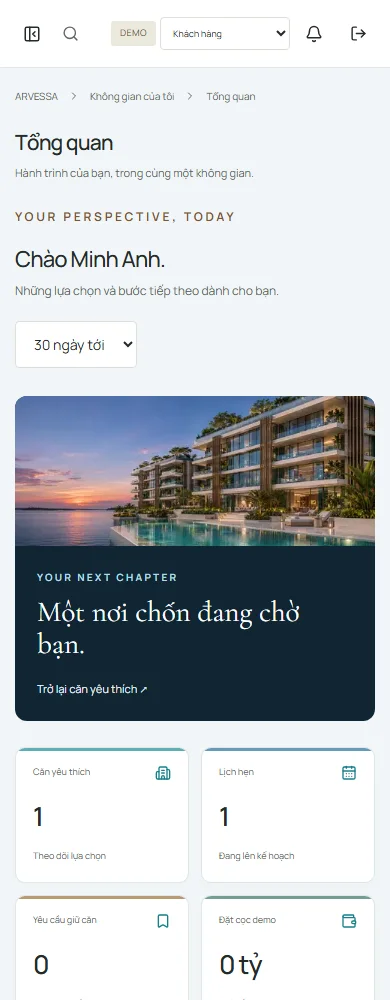 DEMO Khách hàng
ARVESSA > Không gian của tôi > Tổng quan
Tổng quan
Hành trình của bạn, trong cùng một không gian.
YOUR PERSPECTIVE, TODAY
Chào Minh Anh.
Những lựa chọn và bước tiếp theo dành cho bạn.
30 ngày tới
YOUR NEXT CHAPTER
Một nơi chốn đang chờ
bạn.
Trở lại căn yêu thích ↗
Căn yêu thích
1
Theo dõi lựa chọn
Lịch hẹn
1
Đang lên kế hoạch
Yêu cầu giữ căn
0
Đặt cọc demo
0 tỷ